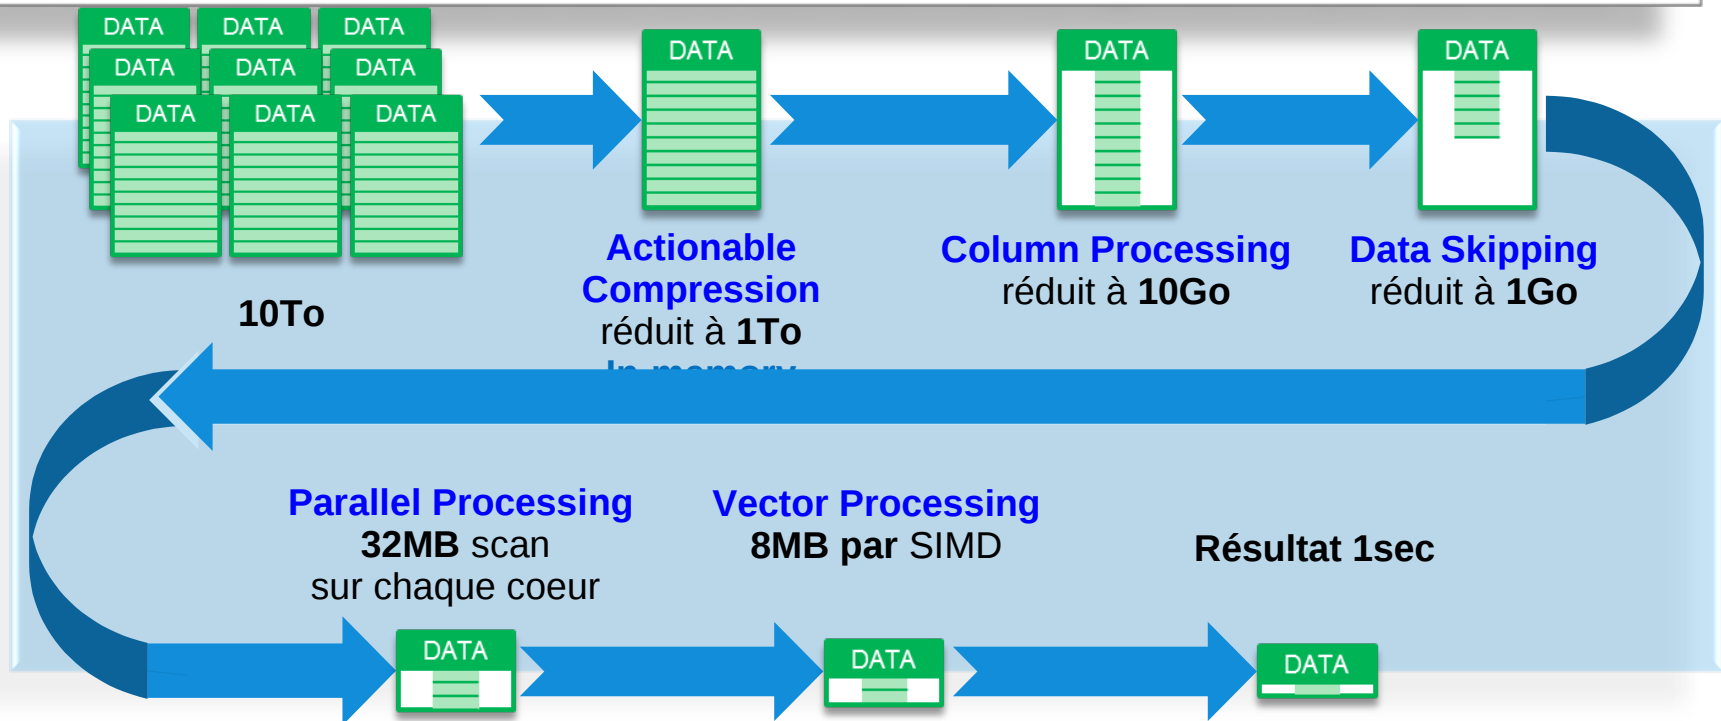 DATA DATA DATA
DATA DATA DATA
DATA DATA DATA
DATA
DATA
DATA
10To
Actionable
Compression
réduit à 1To
In-memory
Column Processing
réduit à 10Go
Data Skipping
réduit à 1Go
Parallel Processing
32MB scan
sur chaque coeur
Vector Processing
8MB par SIMD
Résultat 1sec
DATA
DATA
DATA